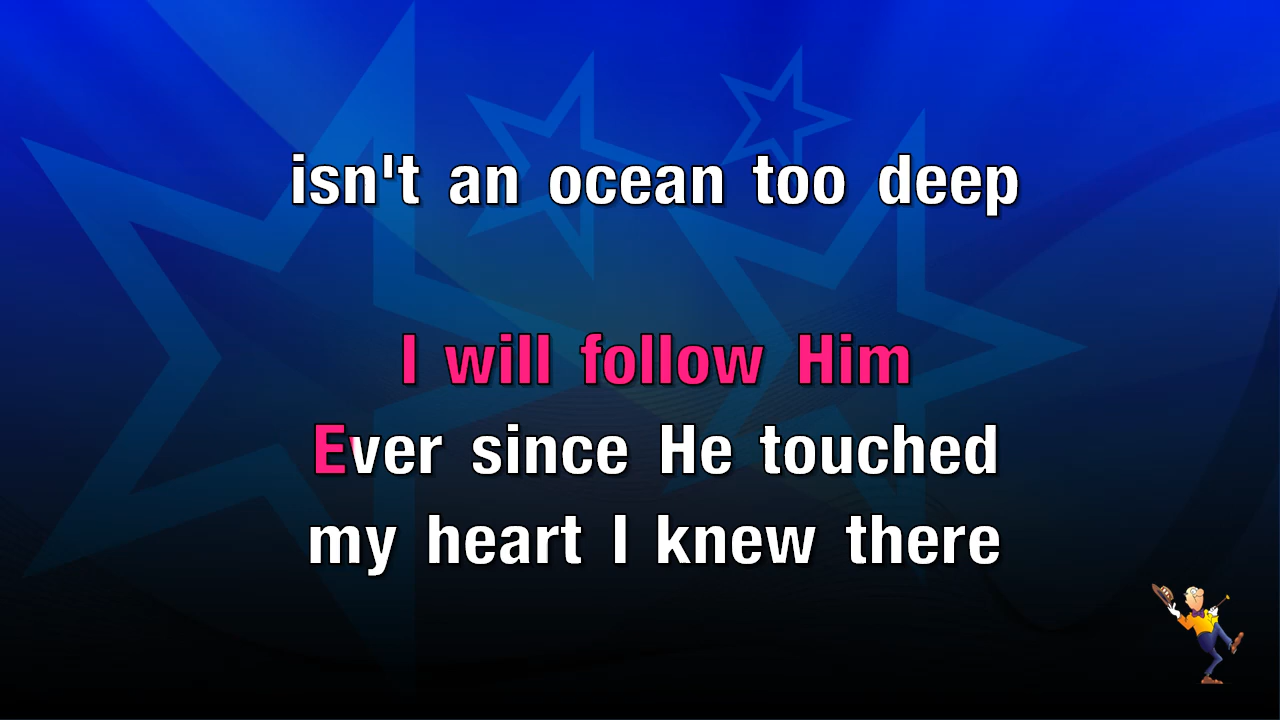 isn't an ocean too deep
I will follow Him
Ever since He touched
my heart I knew there